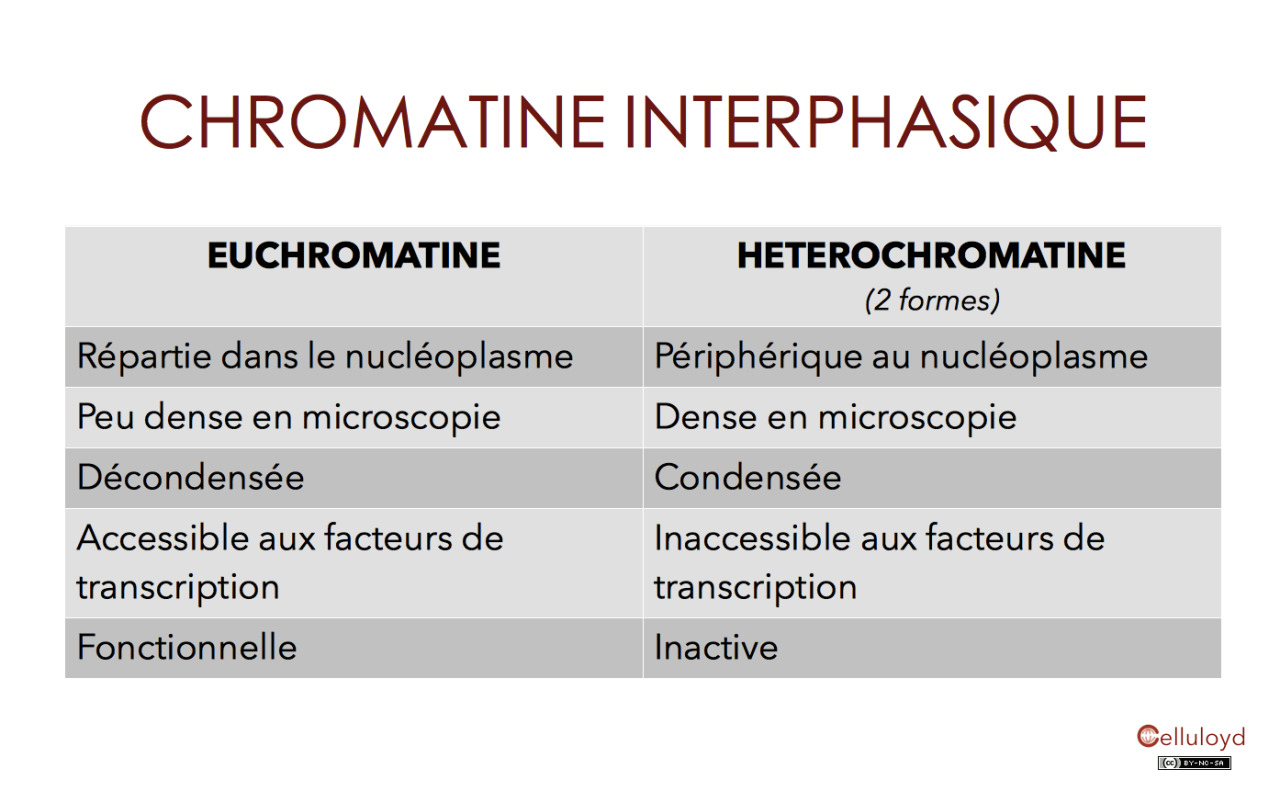 CHROMATINE INTERPHASIQUE
EUCHROMATINE
HETEROCHROMATINE
(2 formes)
Répartie dans le nucléoplasme
Périphérique au nucléoplasme
Peu dense en microscopie
Dense en microscopie
Décondensée
Condensée
Accessible aux facteurs de
transcription
Inaccessible aux facteurs de
transcription
Fonctionnelle
Inactive
Celluloyd
cc BY-NC-SA